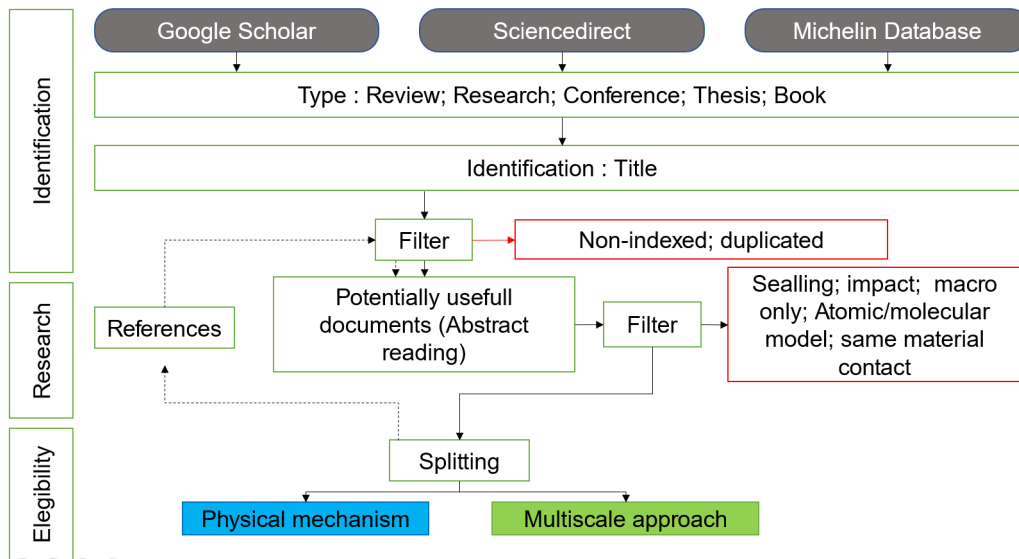 Google Scholar
Sciencedirect
Michelin Database
Identification
Type : Review; Research; Conference; Thesis; Book
Identification : Title
Filter
Non-indexed; duplicated
Research
References
Potentially usefull
documents (Abstract
reading)
Filter
Sealling; impact; macro
only; Atomic/molecular
model; same material
contact
Elegibility
Splitting
Physical mechanism
Multiscale approach